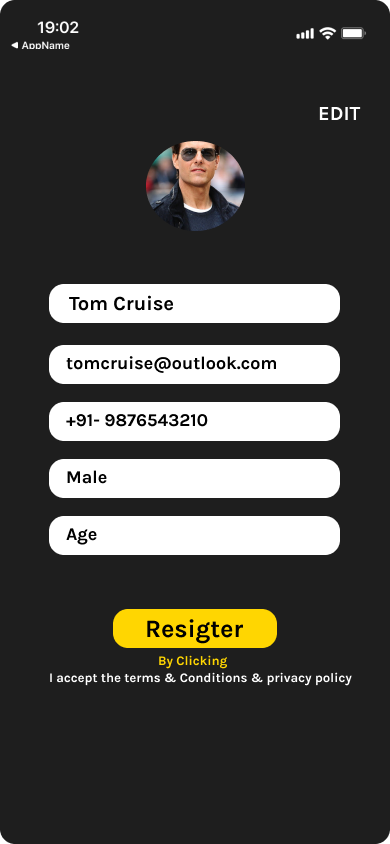 19:02
◀ AppName
EDIT
Tom Cruise
tomcruise@outlook.com
+91- 9876543210
Male
Age
Resigter
By Clicking
I accept the terms & Conditions & privacy policy